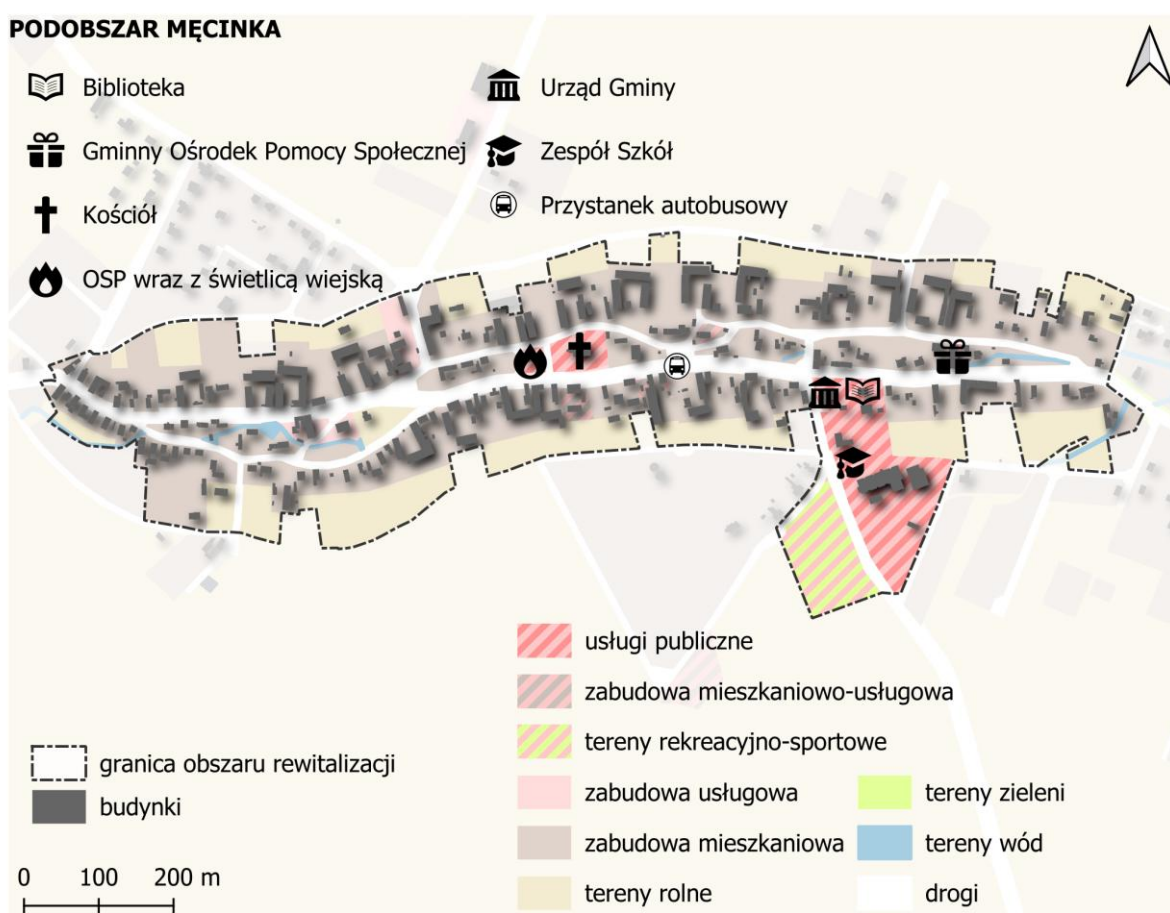 PODOBSZAR MĘCINKA
Biblioteka
Gminny Ośrodek Pomocy Społecznej
Kościół
OSP wraz z świetlicą wiejską
Urząd Gminy
Zespół Szkół
Przystanek autobusowy
granica obszaru rewitalizacji
budynki
0 100 200 m
usługi publiczne
zabudowa mieszkaniowo-usługowa
tereny rekreacyjno-sportowe
zabudowa usługowa
zabudowa mieszkaniowa
tereny rolne
tereny zieleni
tereny wód
drogi